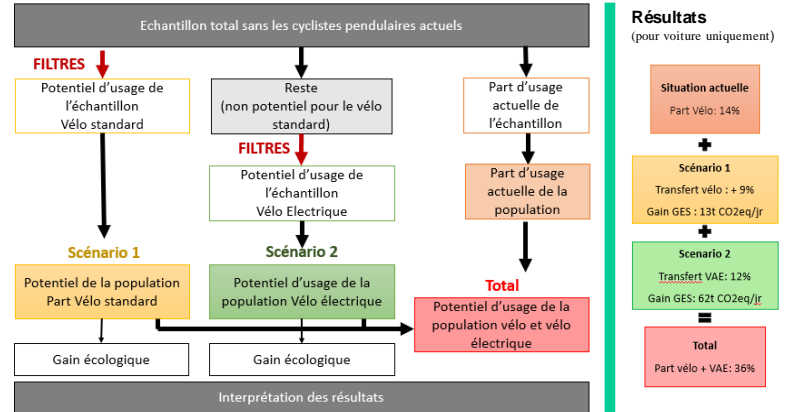 Echantillon total sans les cyclistes pendulaires actuels
FILTRES
Potentiel d'usage de
l'échantillon
Vélo standard
Reste
(non potentiel pour le vélo
standard)
Part d'usage
actuelle de
l'échantillon
FILTRES
Potentiel d'usage de
l'échantillon
Vélo Electrique
Part d'usage
actuelle de la
population
Scénario 1
Potentiel de la population
Part Vélo standard
Scénario 2
Potentiel d'usage de la
population Vélo électrique
Total
Potentiel d'usage de la
population vélo et vélo
électrique
Gain écologique
Gain écologique
Interprétation des résultats
Résultats
(pour voiture uniquement)
Situation actuelle
Part Vélo: 14%
+
Scénario 1
Transfert vélo : + 9%
Gain GES : 13t CO2eq/jr
+
Scenario 2
Transfert VAE: 12%
Gain GES: 62t CO2eq/jr
=
Total
Part vélo + VAE: 36%